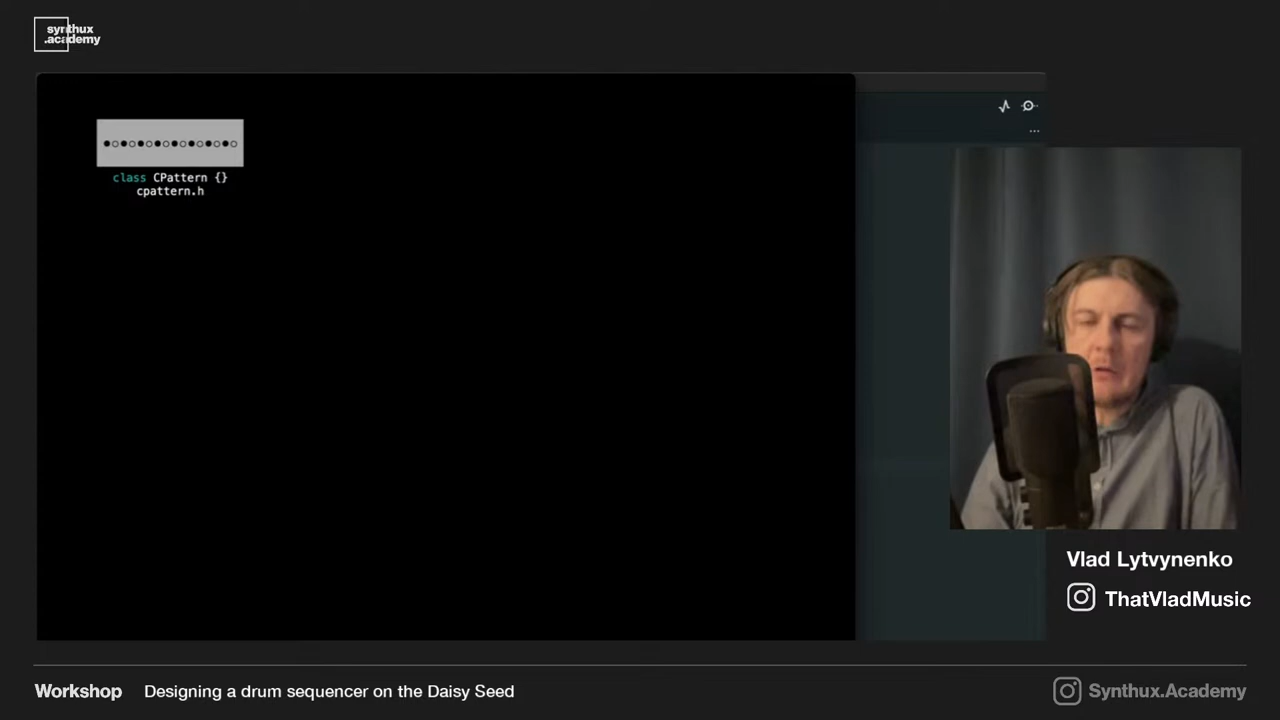 synthux
.academy
class CPattern {}
cpattern.h
Vlad Lytvynenko
ThatVladMusic
Workshop Designing a drum sequencer on the Daisy Seed
Synthux.Academy